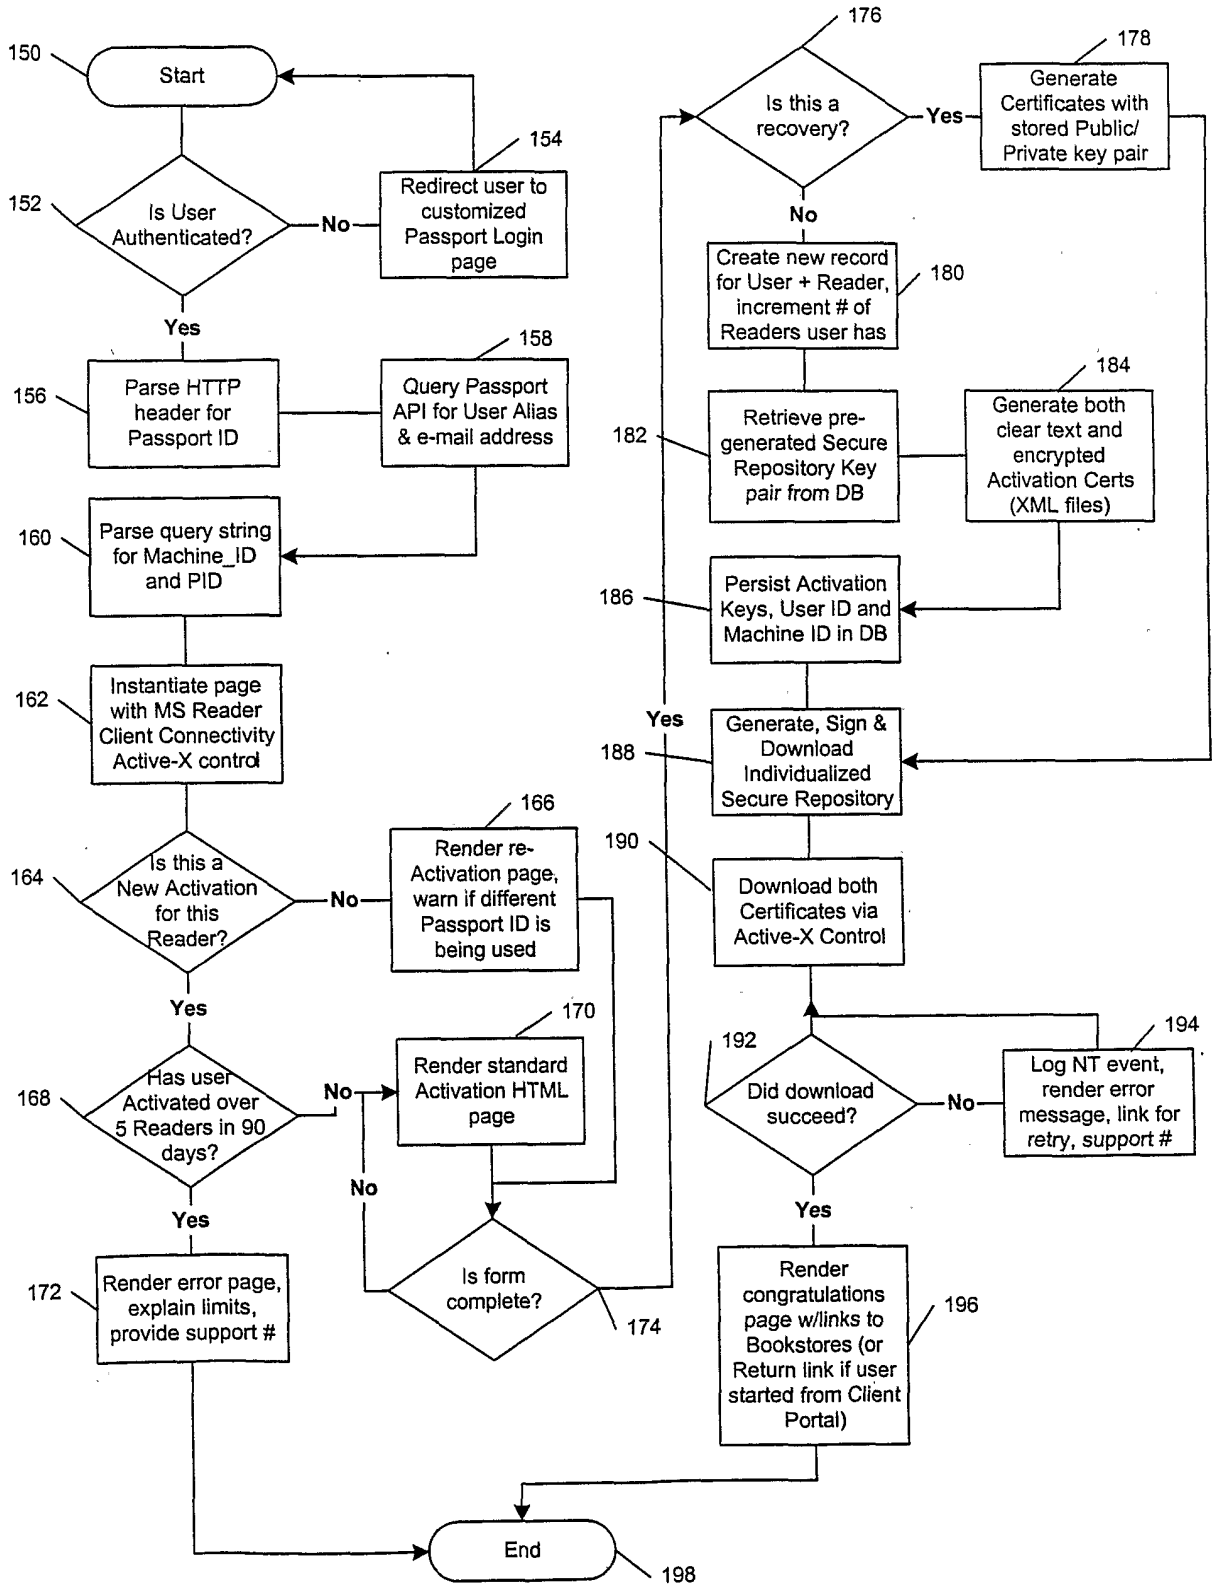 150
Start
154
152
Is User
Authenticated?
No
Redirect user to
customized
Passport Login
page
Yes
156
Parse HTTP
header for
Passport ID
158
Query Passport
API for User Alias
& e-mail address
160
Parse query string
for Machine_ID
and PID
162
Instantiate page
with MS Reader
Client Connectivity
Active-X control
164
Is this a
New Activation
for this
Reader?
No
166
Render re-
Activation page,
warn if different
Passport ID is
being used
Yes
168
Has user
Activated over
5 Readers in 90
days?
No
170
Render standard
Activation HTML
page
No
Yes
172
Render error page,
explain limits,
provide support #
Is form
complete?
174
Yes
176
Is this a
recovery?
Yes
178
Generate
Certificates with
stored Public/
Private key pair
No
180
Create new record
for User + Reader,
increment # of
Readers user has
182
Retrieve pre-
generated Secure
Repository Key
pair from DB
184
Generate both
clear text and
encrypted
Activation Certs
(XML files)
186
Persist Activation
Keys, User ID and
Machine ID in DB
188
Generate, Sign &
Download
Individualized
Secure Repository
190
Download both
Certificates via
Active-X Control
192
Did download
succeed?
No
194
Log NT event,
render error
message, link for
retry, support #
Yes
196
Render
congratulations
page w/links to
Bookstores (or
Return link if user
started from Client
Portal)
End
198